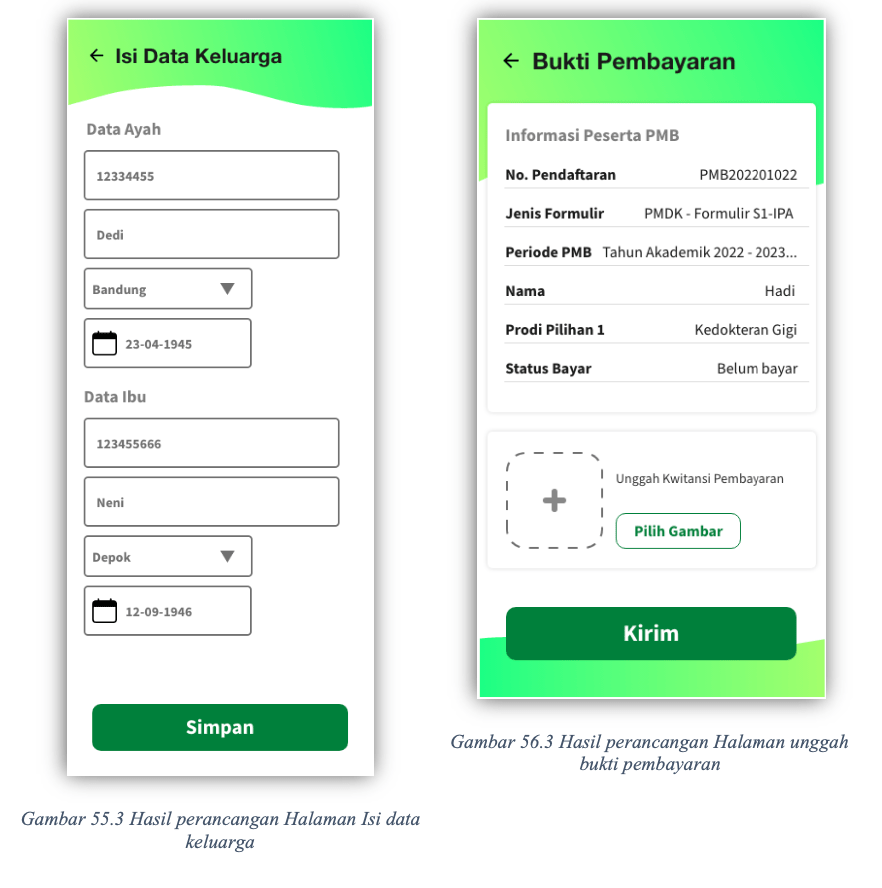 Isi Data Keluarga
Data Ayah
12334455
Dedi
Bandung
23-04-1945
Data Ibu
123455666
Neni
Depok
12-09-1946
Simpan
Gambar 55.3 Hasil perancangan Halaman Isi data
keluarga
Bukti Pembayaran
Informasi Peserta PMB
No. Pendaftaran PMB202201022
Jenis Formulir PMDK - Formulir S1-IPA
Periode PMB Tahun Akademik 2022 - 2023...
Nama Hadi
Prodi Pilihan 1 Kedokteran Gigi
Status Bayar Belum bayar
Unggah Kwitansi Pembayaran
Pilih Gambar
Kirim
Gambar 56.3 Hasil perancangan Halaman unggah
bukti pembayaran